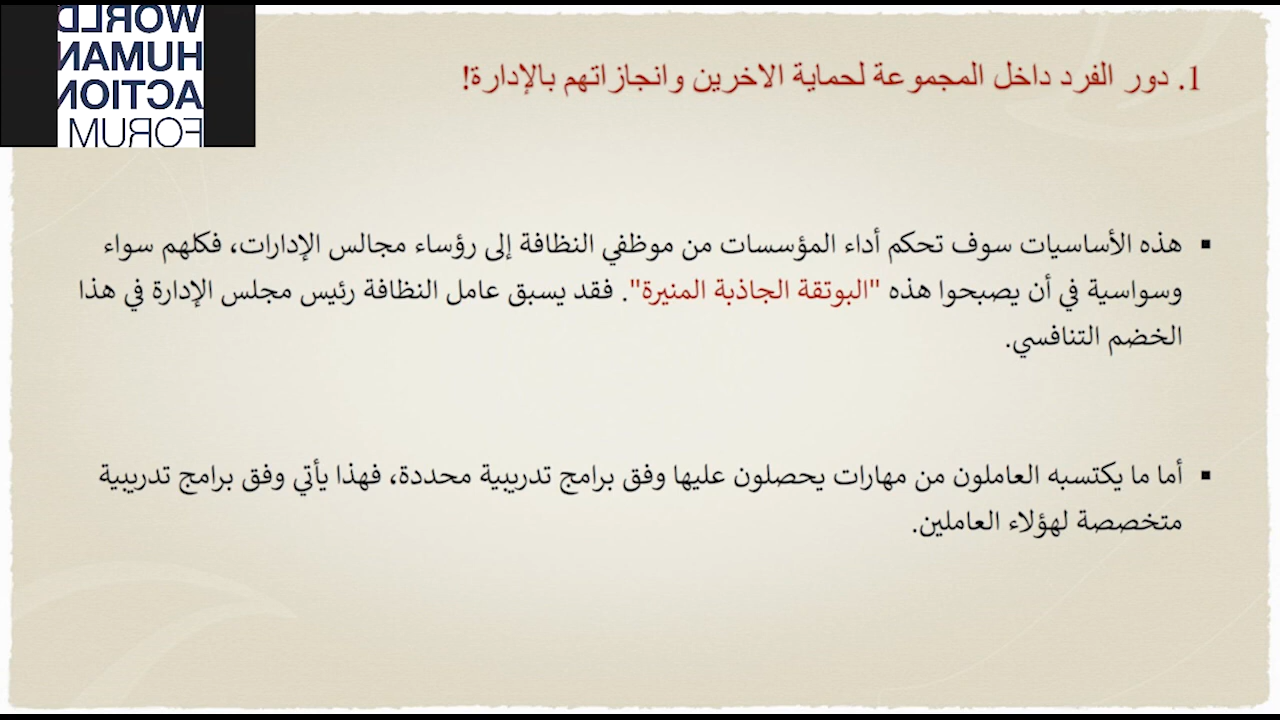 WORLD
HUMAN
ACTION
FORUM
1. دور الفرد داخل المجموعة لحماية الاخرين وانجازاتهم بالإدارة!
▪ هذه الأساسيات سوف تحكم أداء المؤسسات من موظفي النظافة إلى رؤساء مجالس الإدارات، فكلهم سواء
وسواسية في أن يصبحوا هذه "البوتقة الجاذبة المنيرة". فقد يسبق عامل النظافة رئيس مجلس الإدارة في هذا
الخضم التنافسي.
▪ أما ما يكتسبه العاملون من مهارات يحصلون عليها وفق برامج تدريبية محددة، فهذا يأتي وفق برامج تدريبية
متخصصة لهؤلاء العاملين.